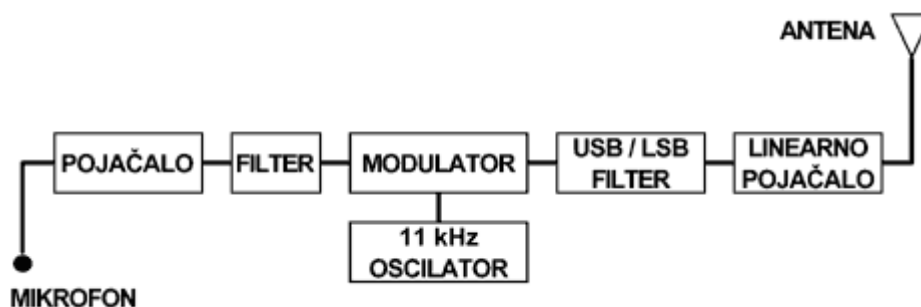 ANTENA
POJAČALO
FILTER
MODULATOR
USB / LSB
FILTER
LINEARNO
POJAČALO
11 kHz
OSCILATOR
MIKROFON